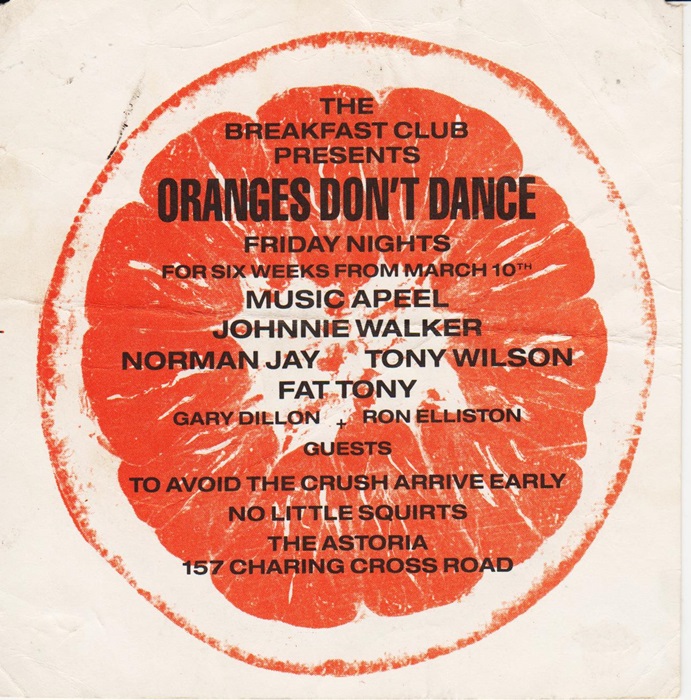 THE
BREAKFAST CLUB
PRESENTS
ORANGES DON'T DANCE
FRIDAY NIGHTS
FOR SIX WEEKS FROM MARCH 10TH
MUSIC APEEL
JOHNNIE WALKER
NORMAN JAY TONY WILSON
FAT TONY
GARY DILLON + RON ELLISTON
GUESTS
TO AVOID THE CRUSH ARRIVE EARLY
NO LITTLE SQUIRTS
THE ASTORIA
157 CHARING CROSS ROAD